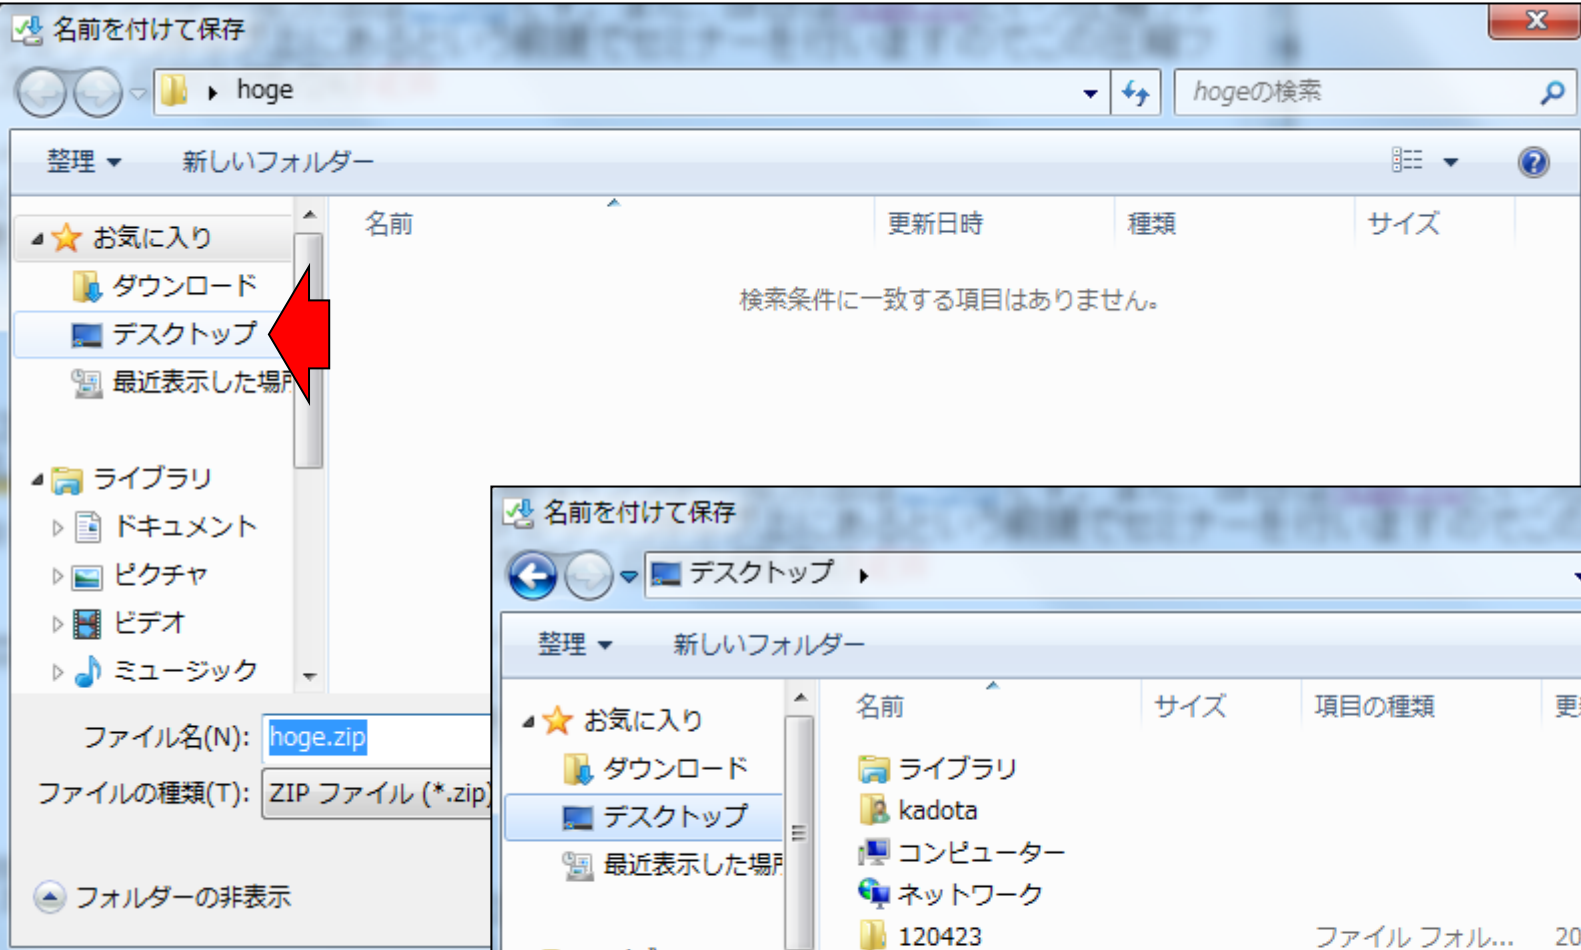 名前を付けて保存
hoge
hogeの検索
整理
新しいフォルダー
名前
更新日時
種類
サイズ
お気に入り
ダウンロード
デスクトップ
最近表示した場所
検索条件に一致する項目はありません。
ライブラリ
ドキュメント
ピクチャ
ビデオ
ミュージック
ファイル名(N): hoge.zip
ファイルの種類(T): ZIP ファイル (*.zip)
フォルダーの非表示
名前を付けて保存
デスクトップ
整理
新しいフォルダー
名前
サイズ
項目の種類
更
お気に入り
ダウンロード
デスクトップ
最近表示した場所
ライブラリ
kadota
コンピューター
ネットワーク
120423
ファイル フォル...
20